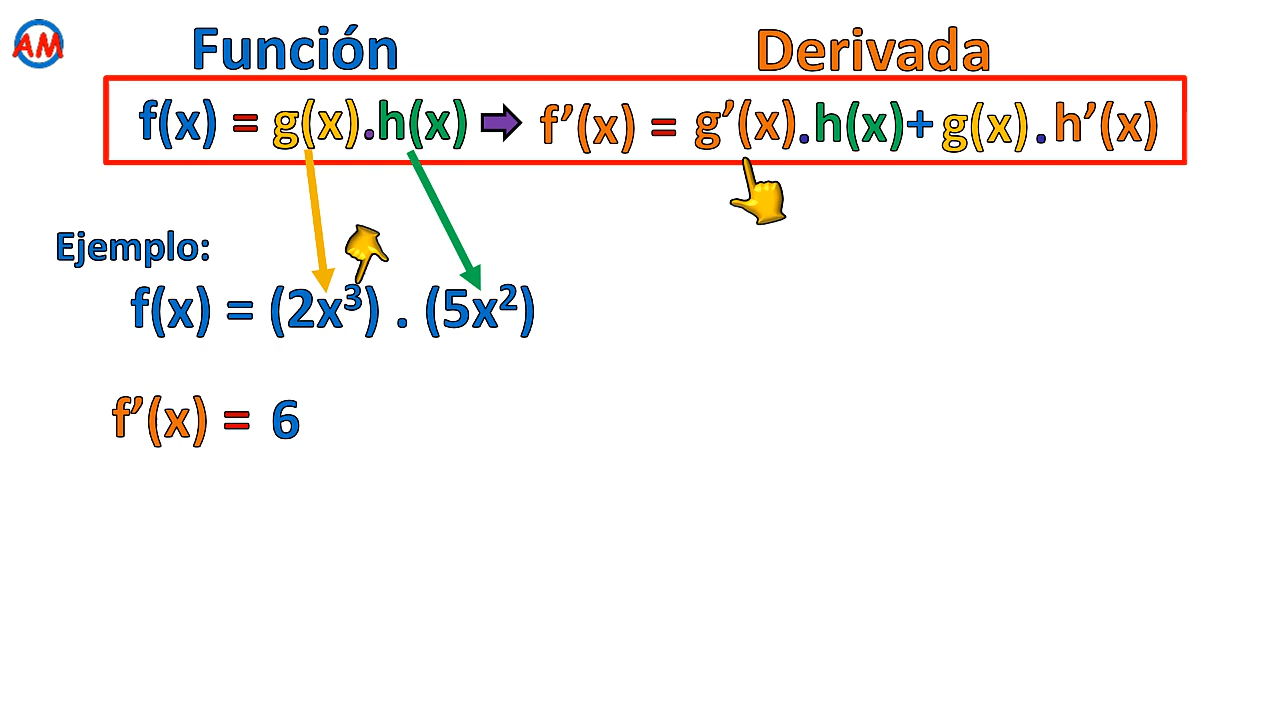 AM
Función Derivada
f(x) = g(x).h(x) f’(x) = g’(x).h(x)+g(x).h’(x)
Ejemplo:
f(x) = (2x³) . (5x²)
f’(x) = 6